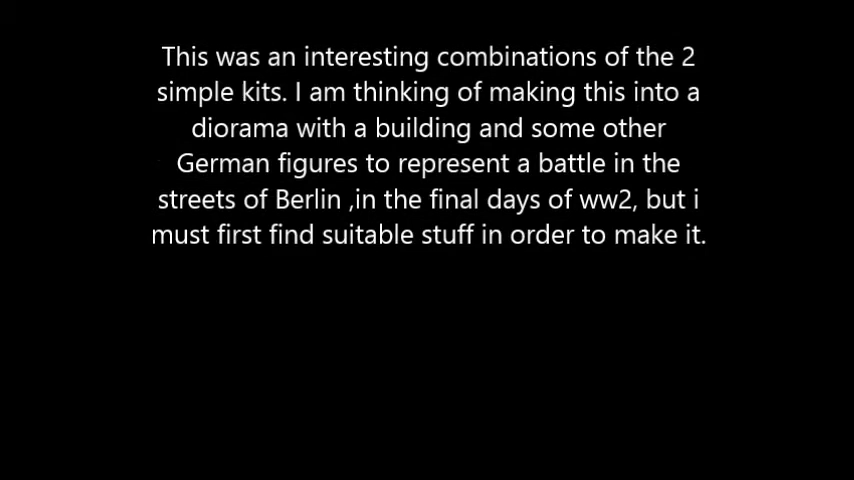 This was an interesting combinations of the 2
simple kits. I am thinking of making this into a
diorama with a building and some other
German figures to represent a battle in the
streets of Berlin ,in the final days of ww2, but i
must first find suitable stuff in order to make it.